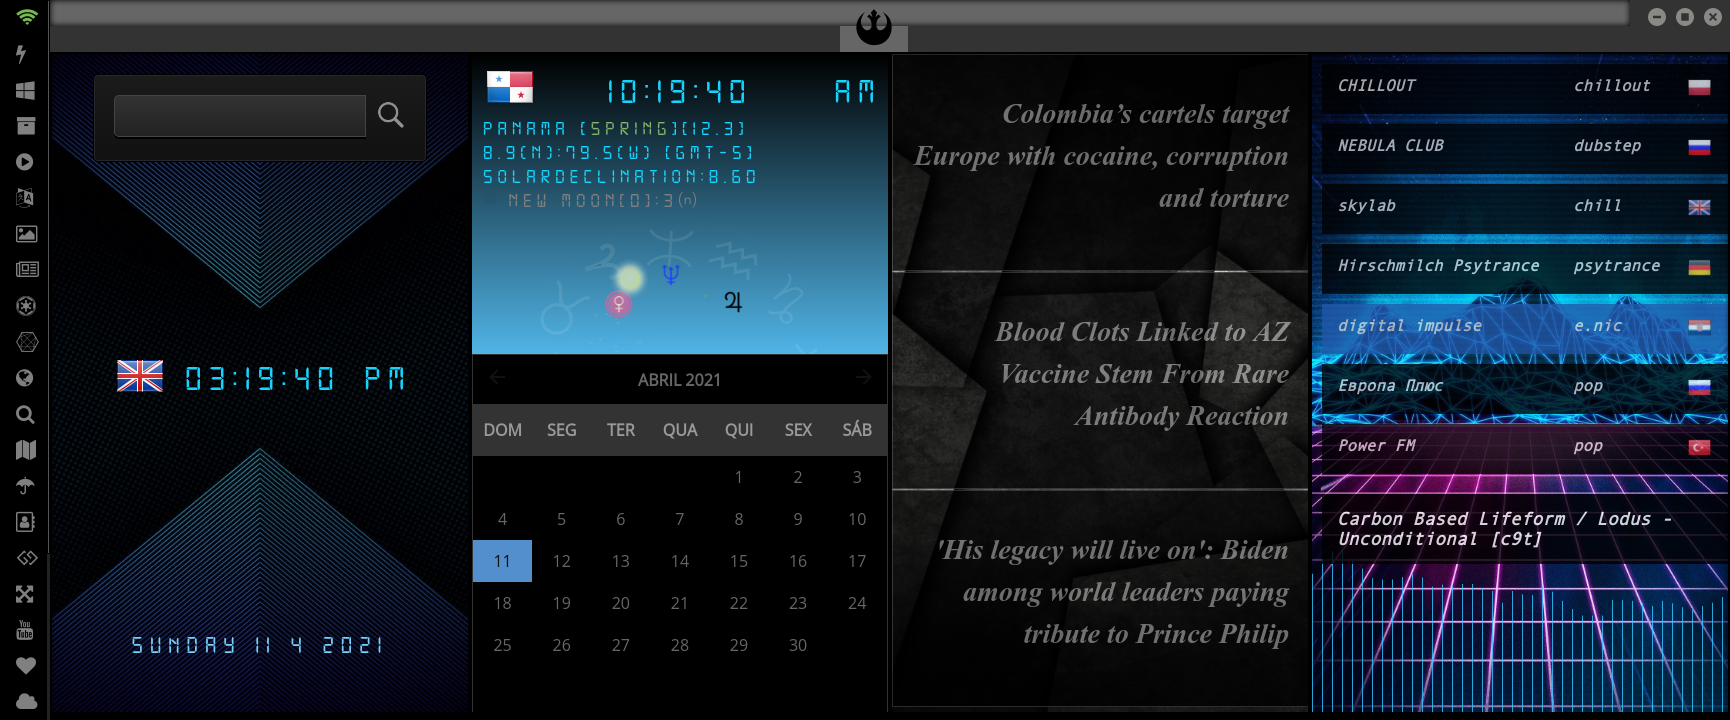 03:19:40 PM
SUNDAY 11 4 2021
10:19:40 AM
PANAMA [SPRING][12.3]
8.9(N):79.5(W) [GMT-5]
SOLARDECLINATION:8.60
NEW MOON[0]:3(n)
ABRIL 2021
DOM SEG TER QUA QUI SEX SÁB
1 2 3
4 5 6 7 8 9 10
11 12 13 14 15 16 17
18 19 20 21 22 23 24
25 26 27 28 29 30
Colombia’s cartels target
Europe with cocaine, corruption
and torture
Blood Clots Linked to AZ
Vaccine Stem From Rare
Antibody Reaction
'His legacy will live on': Biden
among world leaders paying
tribute to Prince Philip
CHILLOUT chillout
NEBULA CLUB dubstep
skylab chill
Hirschmilch Psytrance psytrance
digital impulse e.nic
Европа Плюс pop
Power FM pop
Carbon Based Lifeform / Lodus -
Unconditional [c9t]
You
Tube